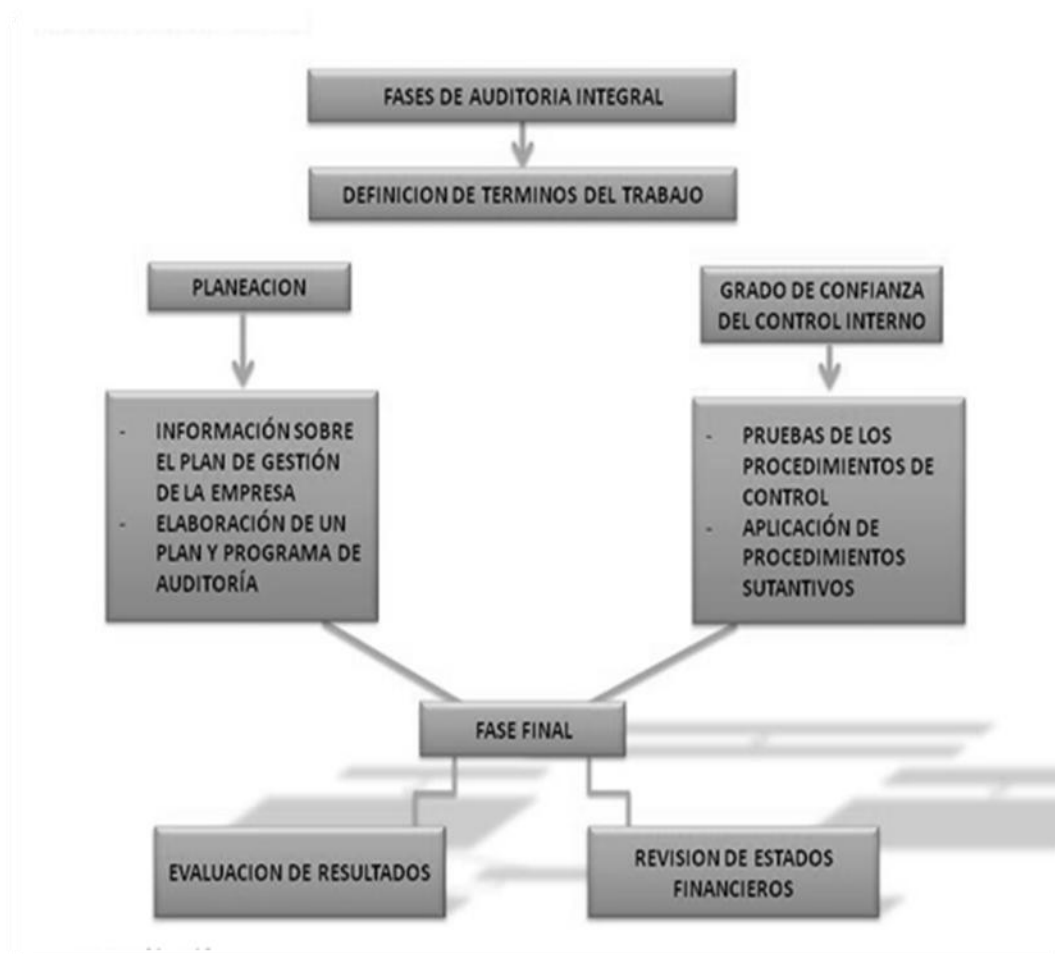 FASES DE AUDITORIA INTEGRAL
DEFINICION DE TERMINOS DEL TRABAJO
PLANEACION
- INFORMACIÓN SOBRE
EL PLAN DE GESTIÓN
DE LA EMPRESA
- ELABORACIÓN DE UN
PLAN Y PROGRAMA DE
AUDITORÍA
GRADO DE CONFIANZA
DEL CONTROL INTERNO
- PRUEBAS DE LOS
PROCEDIMIENTOS DE
CONTROL
- APLICACIÓN DE
PROCEDIMIENTOS
SUTANTIVOS
FASE FINAL
EVALUACION DE RESULTADOS
REVISION DE ESTADOS
FINANCIEROS